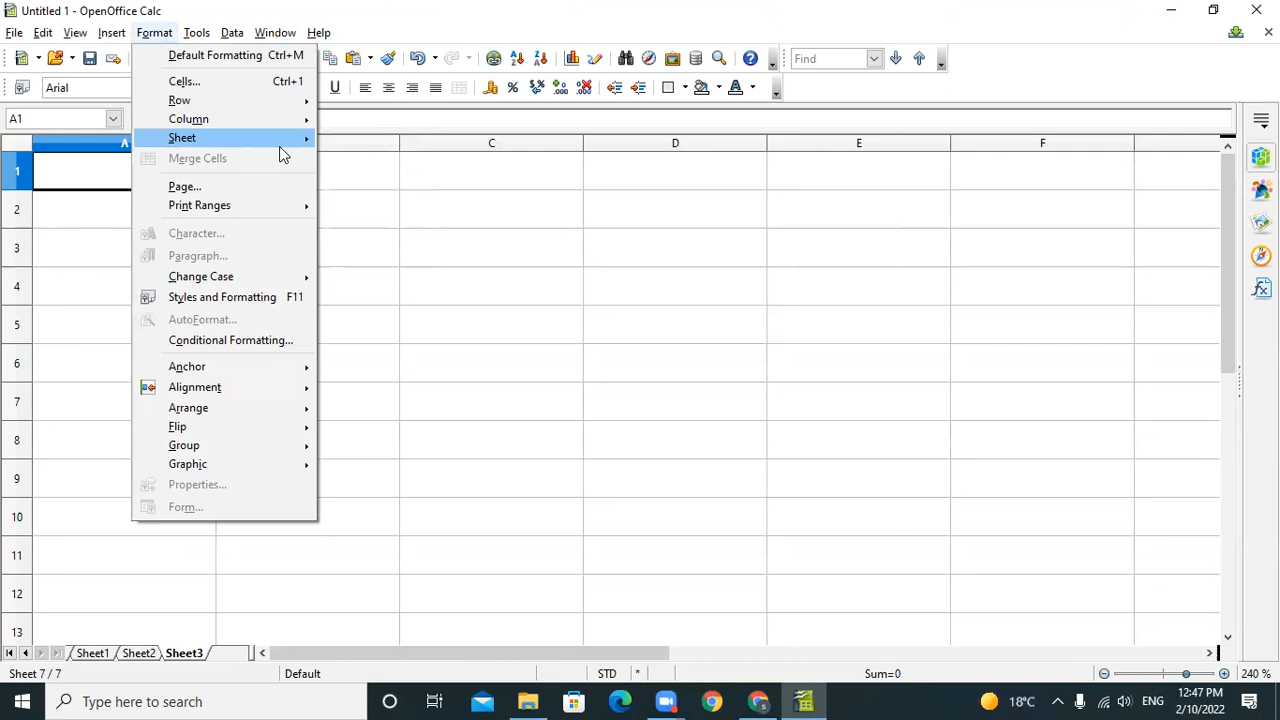 Untitled 1 - OpenOffice Calc
File Edit View Insert Format Tools Data Window Help
Default Formatting Ctrl+M
Find
Cells... Ctrl+1
Arial
U
%
A
Row
A1
Column
Sheet
A C D E F
Merge Cells
1
Page...
Print Ranges
2
Character...
3
Paragraph...
Change Case
4
Styles and Formatting F11
AutoFormat...
5
Conditional Formatting...
6
Anchor
Alignment
7
Arrange
Flip
8
Group
Graphic
9
Properties...
Form...
10
11
12
13
Sheet1 Sheet2 Sheet3
Sheet 7 / 7 Default STD * Sum=0 240 %
Type here to search
18°C ENG 12:47 PM
2/10/2022